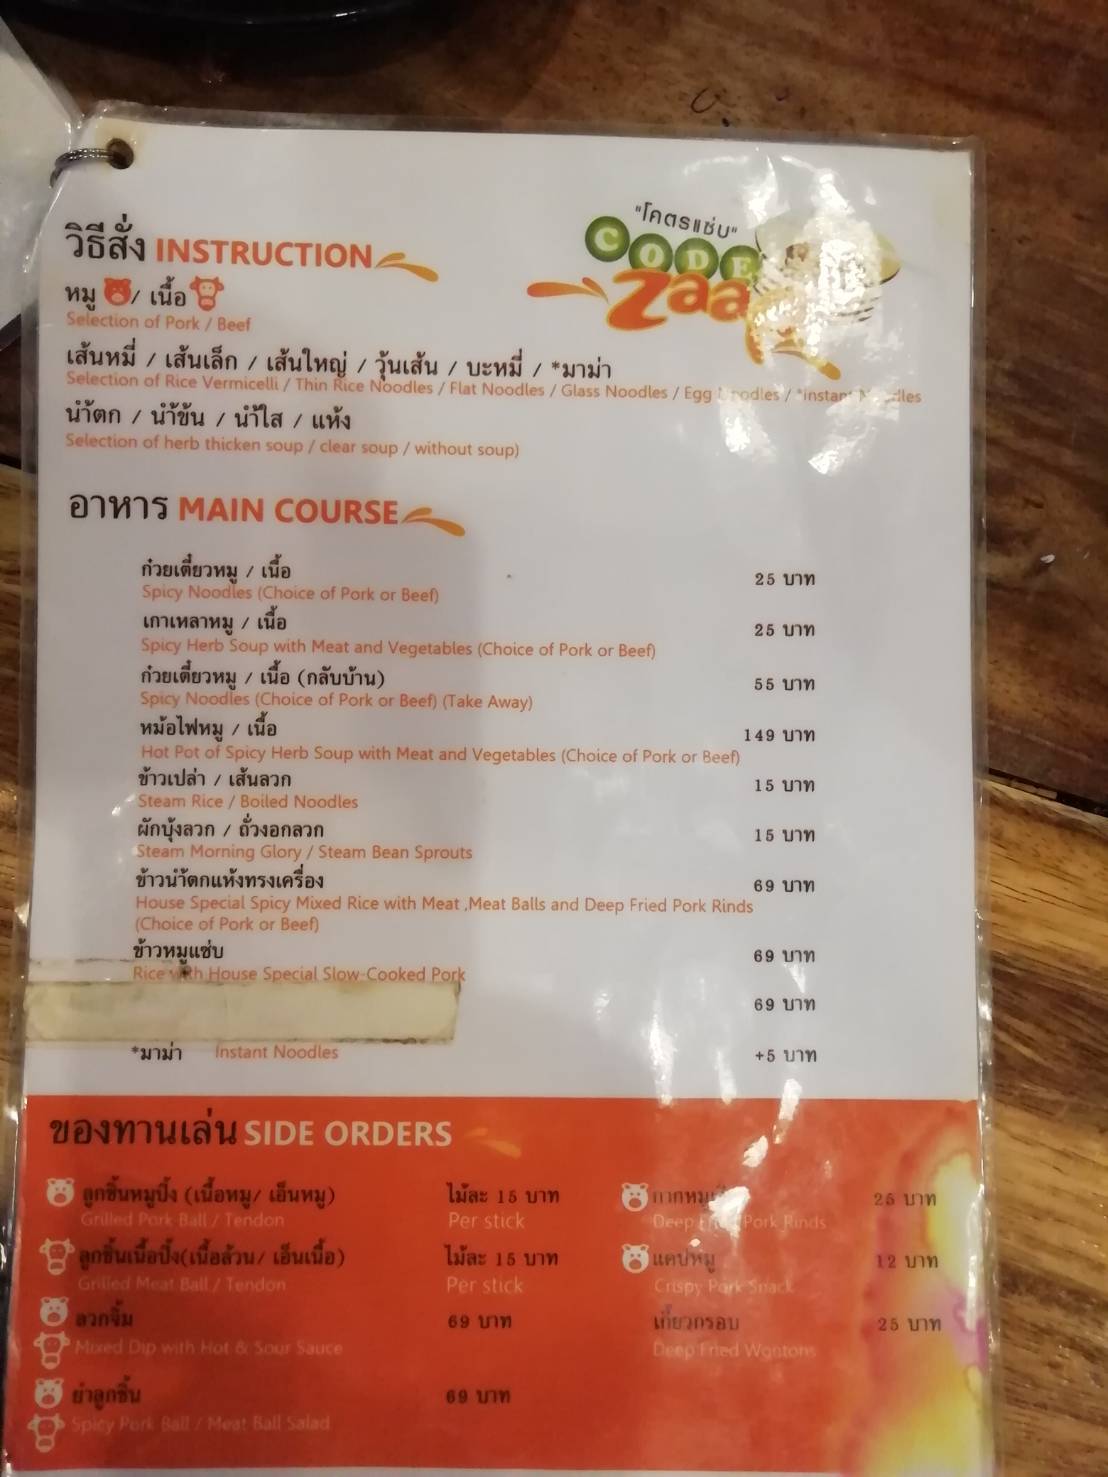 "โคตรแซ่บ"
CODE
Zaa
วิธีสั่ง INSTRUCTION
หมู / เนื้อ
Selection of Pork / Beef
เส้นหมี่ / เส้นเล็ก / เส้นใหญ่ / วุ้นเส้น / บะหมี่ / *มาม่า
Selection of Rice Vermicelli / Thin Rice Noodles / Flat Noodles / Glass Noodles / Egg Noodles / *instant Noodles
น้ำตก / น้ำข้น / น้ำใส / แห้ง
Selection of herb thicken soup / clear soup / without soup)
อาหาร MAIN COURSE
ก๋วยเตี๋ยวหมู / เนื้อ 25 บาท
Spicy Noodles (Choice of Pork or Beef)
เกาเหลาหมู / เนื้อ 25 บาท
Spicy Herb Soup with Meat and Vegetables (Choice of Pork or Beef)
ก๋วยเตี๋ยวหมู / เนื้อ (กลับบ้าน) 55 บาท
Spicy Noodles (Choice of Pork or Beef) (Take Away)
หม้อไฟหมู / เนื้อ 149 บาท
Hot Pot of Spicy Herb Soup with Meat and Vegetables (Choice of Pork or Beef)
ข้าวเปล่า / เส้นลวก 15 บาท
Steam Rice / Boiled Noodles
ผักบุ้งลวก / ถั่วงอกลวก 15 บาท
Steam Morning Glory / Steam Bean Sprouts
ข้าวน้ำตกแห้งทรงเครื่อง 69 บาท
House Special Spicy Mixed Rice with Meat ,Meat Balls and Deep Fried Pork Rinds
(Choice of Pork or Beef)
ข้าวหมูแซ่บ 69 บาท
Rice with House Special Slow-Cooked Pork
69 บาท
*มาม่า Instant Noodles +5 บาท
ของทานเล่น SIDE ORDERS
ลูกชิ้นหมูปิ้ง (เนื้อหมู/ เอ็นหมู) ไม้ละ 15 บาท
Grilled Pork Ball / Tendon Per stick
ลูกชิ้นเนื้อปิ้ง(เนื้อล้วน/ เอ็นเนื้อ) ไม้ละ 15 บาท
Grilled Meat Ball / Tendon Per stick
ลวกจิ้ม 69 บาท
Mixed Dip with Hot & Sour Sauce
ยำลูกชิ้น 69 บาท
Spicy Pork Ball / Meat Ball Salad
25 บาท
Deep Fried Pork Rinds
แคปหมู 12 บาท
Crispy Pork Snack
เกี๊ยวกรอบ 25 บาท
Deep Fried Wontons